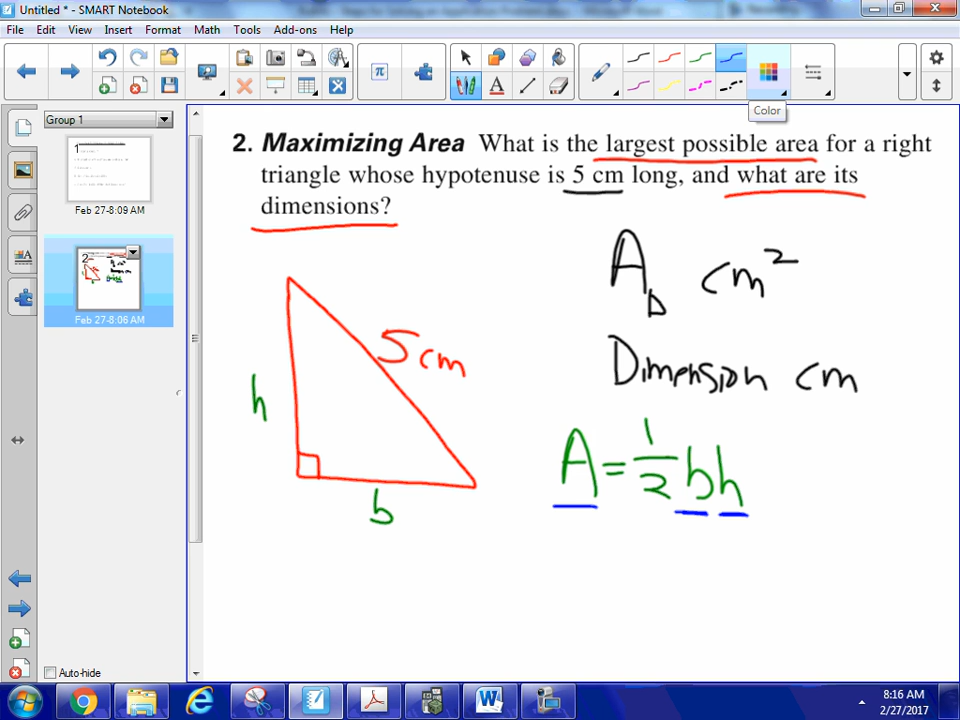 Untitled * - SMART Notebook
File Edit View Insert Format Math Tools Add-ons Help
Color
Group 1
Feb 27-8:09 AM
Feb 27-8:06 AM
Auto-hide
2. Maximizing Area What is the largest possible area for a right
triangle whose hypotenuse is 5 cm long, and what are its
dimensions?
A cm²
5 cm
Dimension cm
h
A = 1/2 bh
b
8:16 AM
2/27/2017